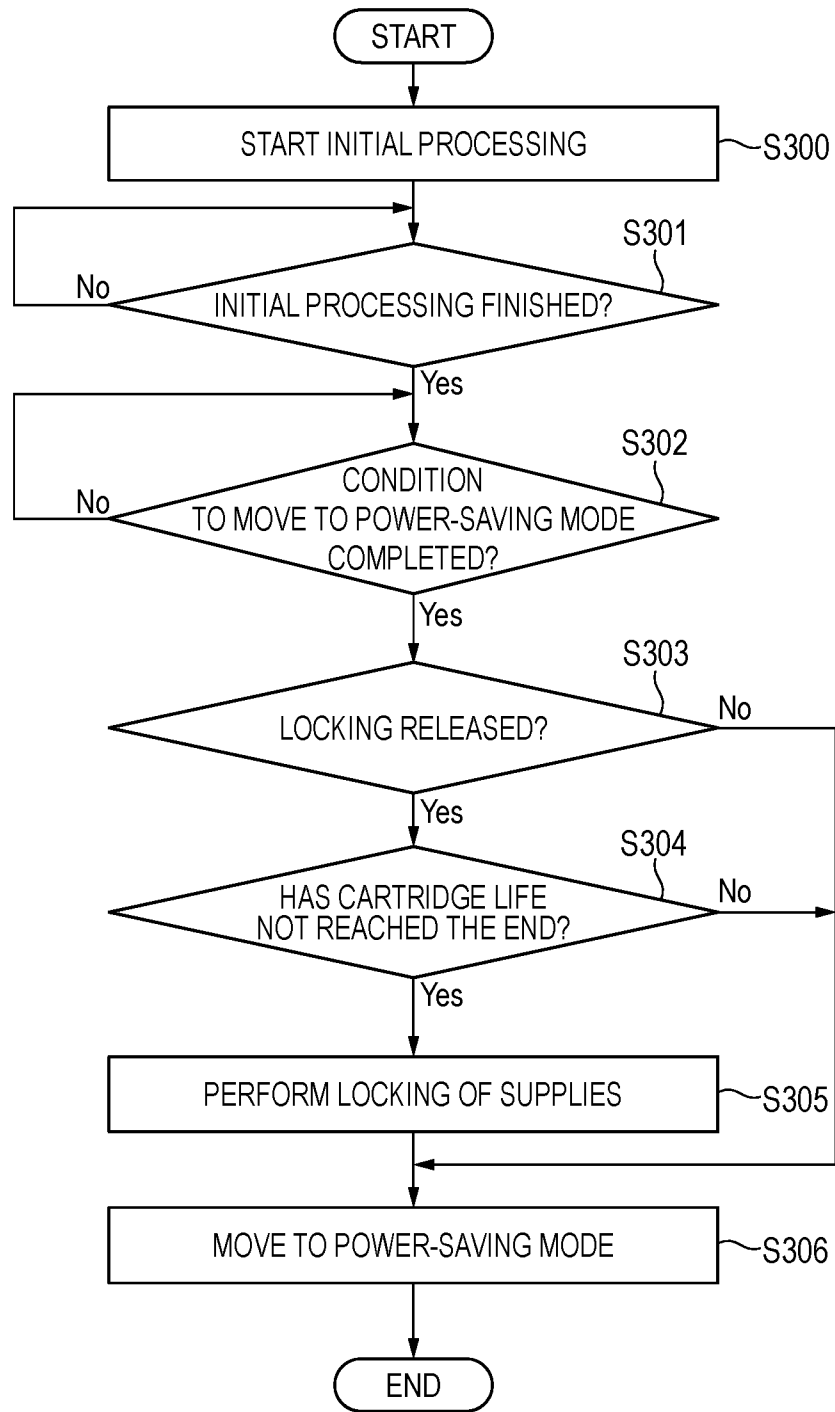 START
START INITIAL PROCESSING
S300
S301
No
INITIAL PROCESSING FINISHED?
Yes
S302
No
CONDITION
TO MOVE TO POWER-SAVING MODE
COMPLETED?
Yes
S303
No
LOCKING RELEASED?
Yes
S304
No
HAS CARTRIDGE LIFE
NOT REACHED THE END?
Yes
PERFORM LOCKING OF SUPPLIES
S305
MOVE TO POWER-SAVING MODE
S306
END